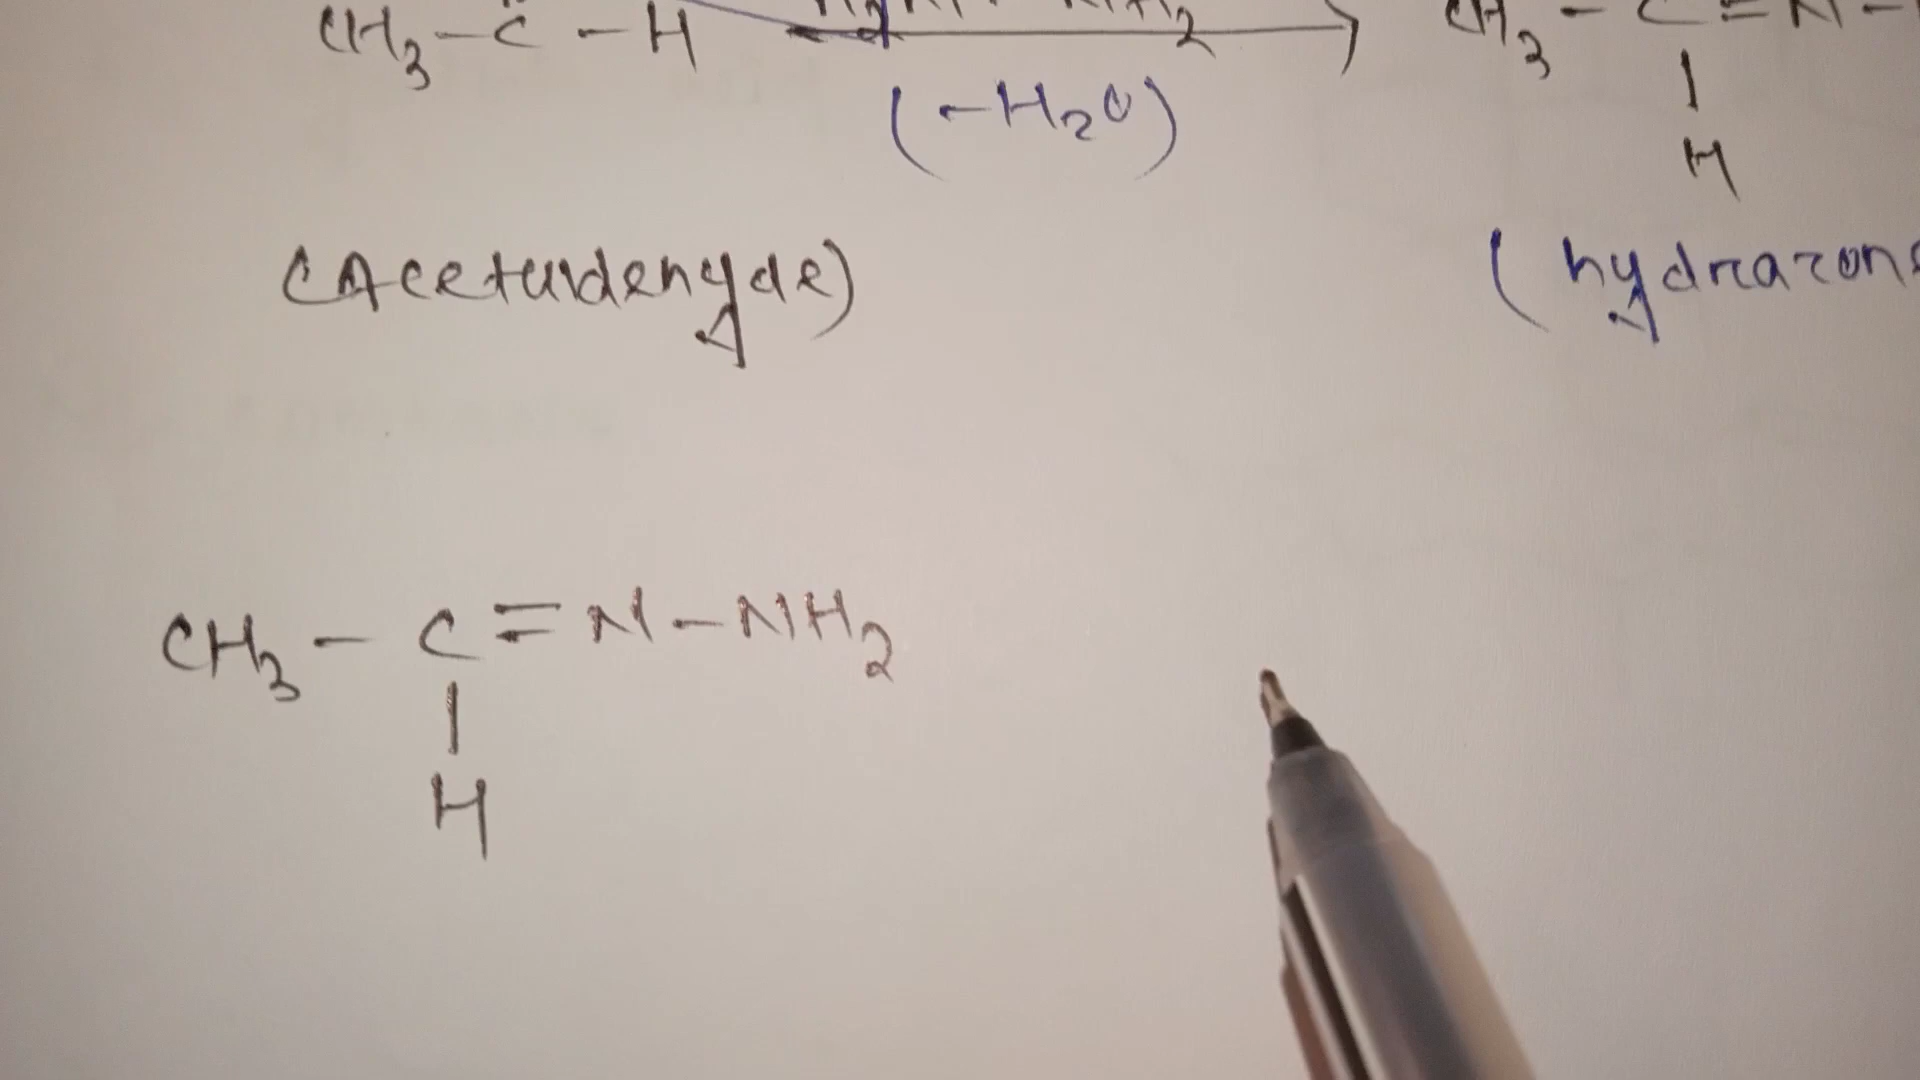 CH3-C-H (-H2O) CH3-C=N-
H
(Acetaldehyde) (hydrazone
CH3-C=N-NH2
H